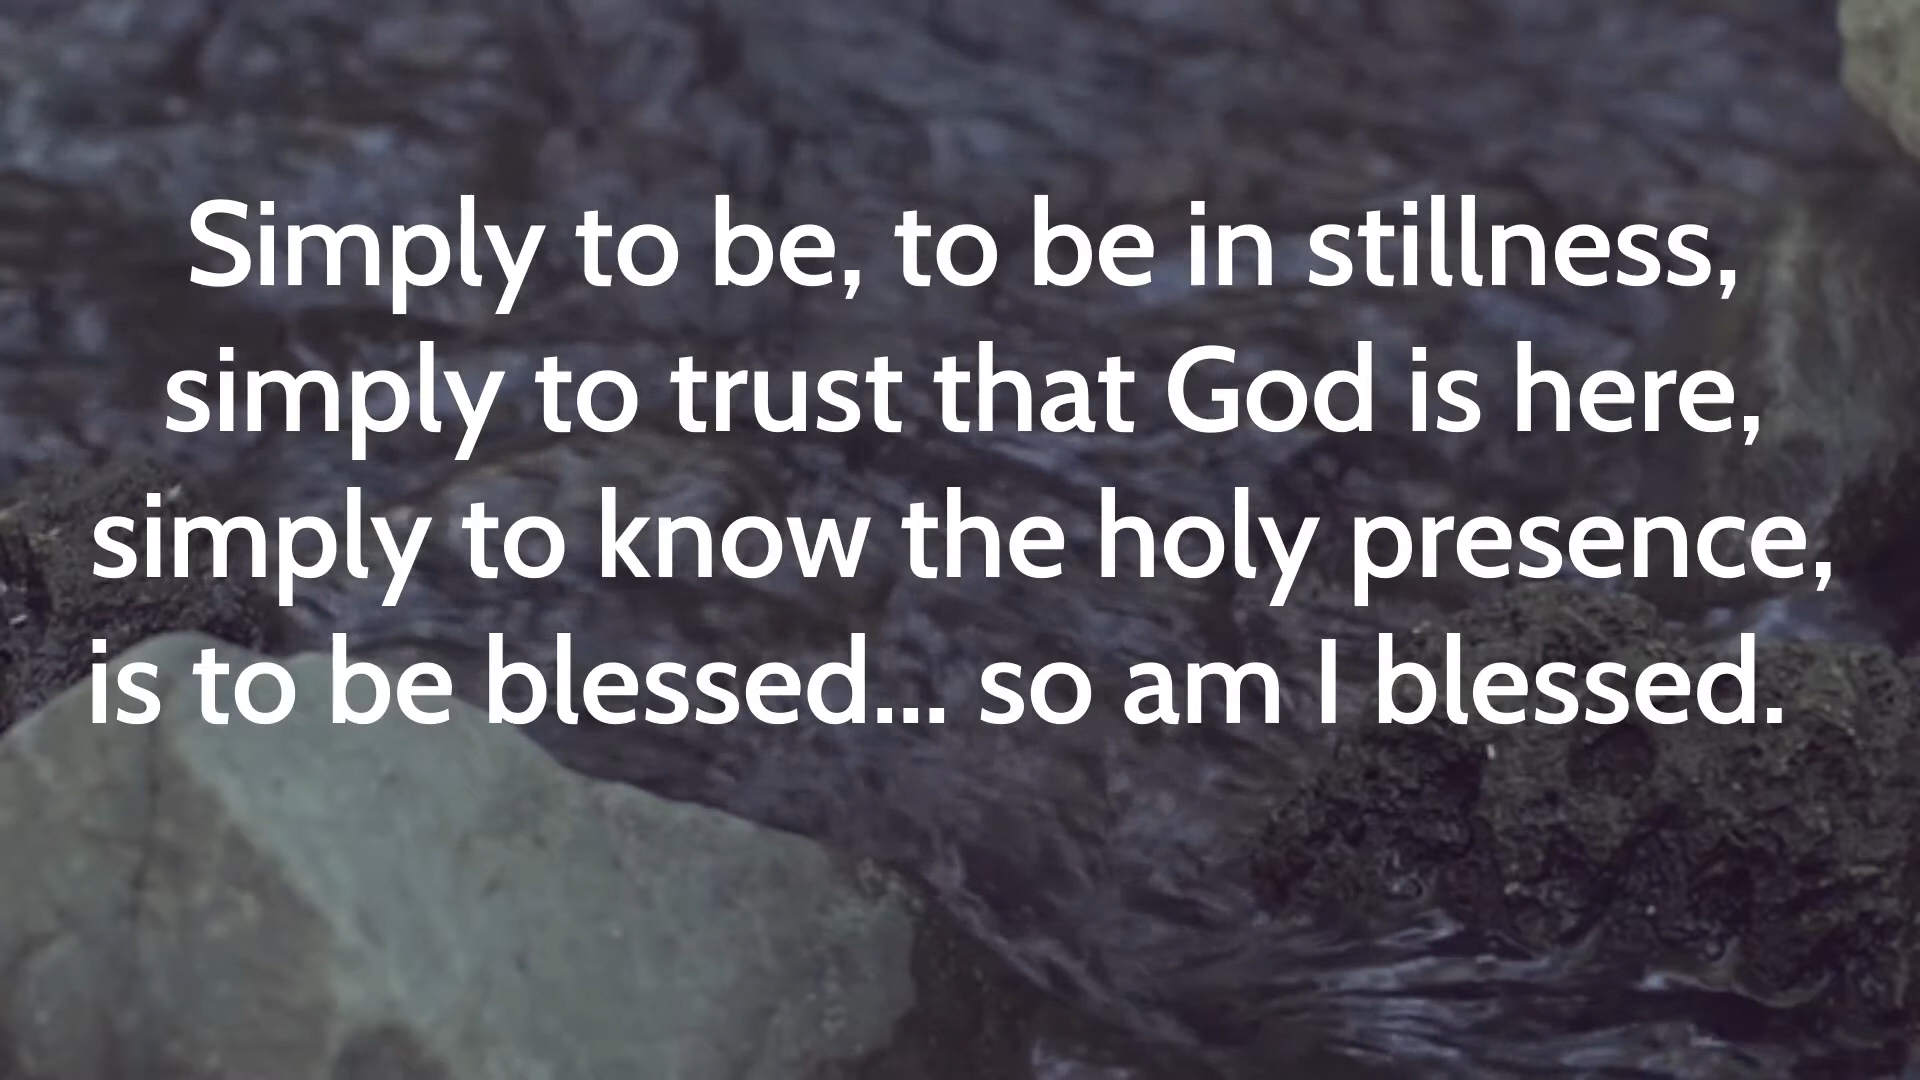 Simply to be, to be in stillness,
simply to trust that God is here,
simply to know the holy presence,
is to be blessed... so am I blessed.